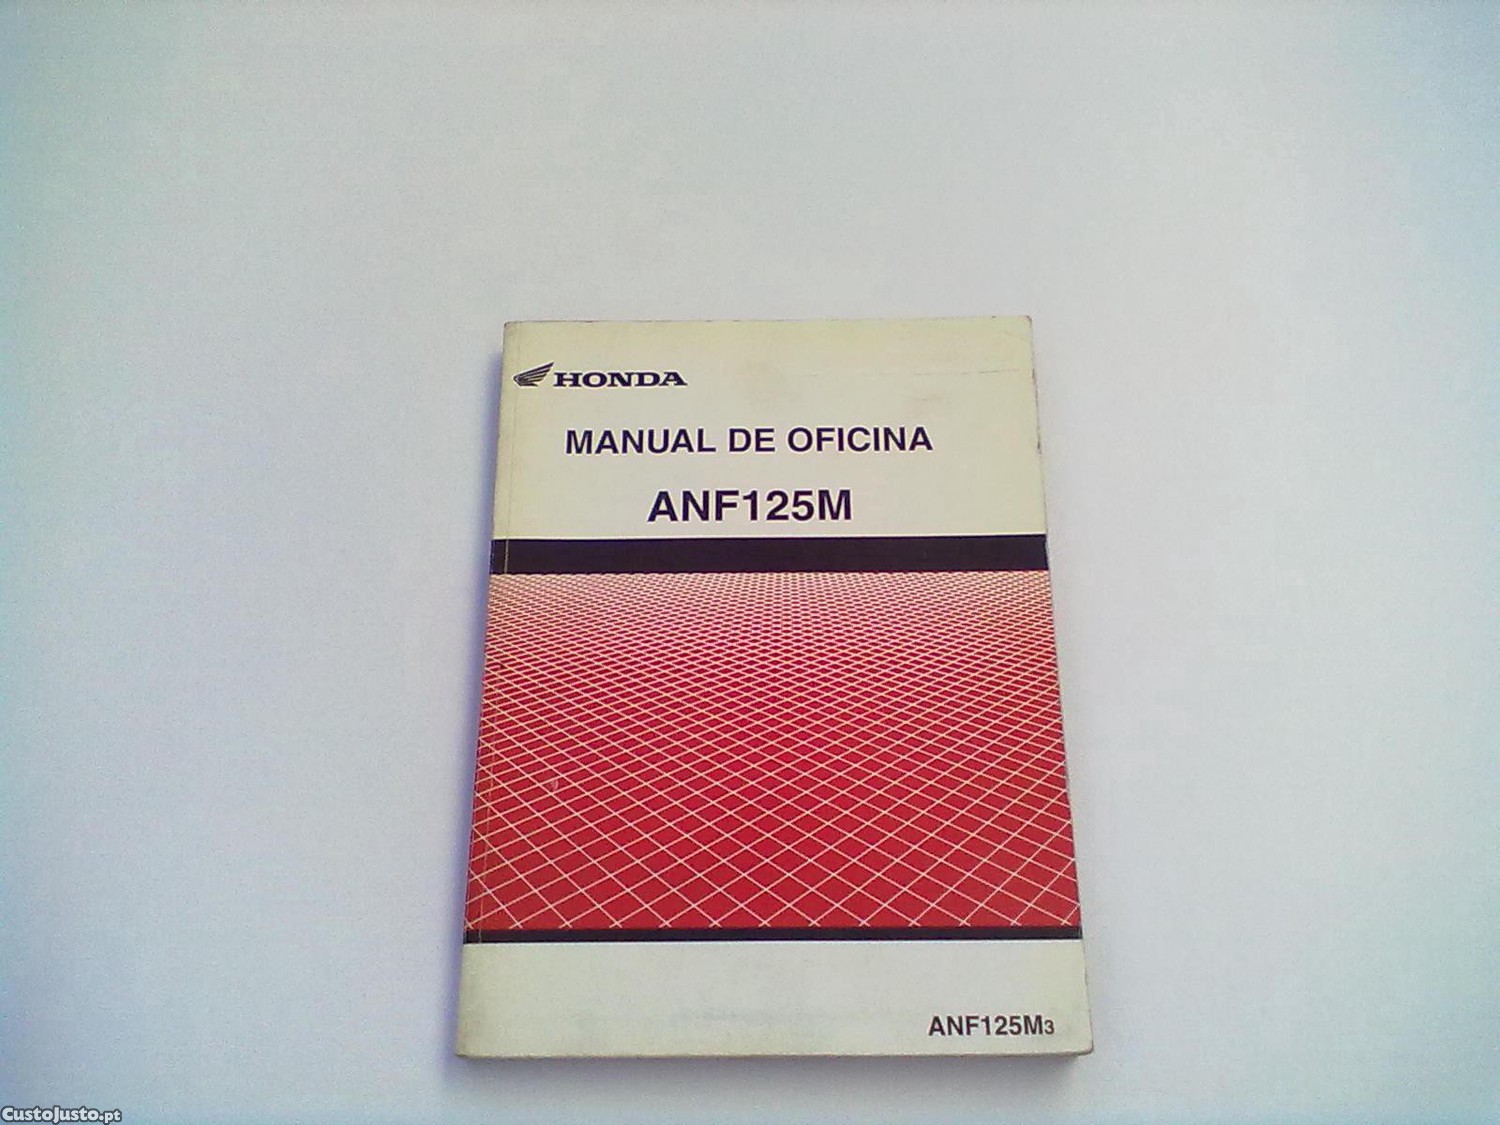 HONDA
MANUAL DE OFICINA
ANF125M
ANF125M3
CustoJusto.pt